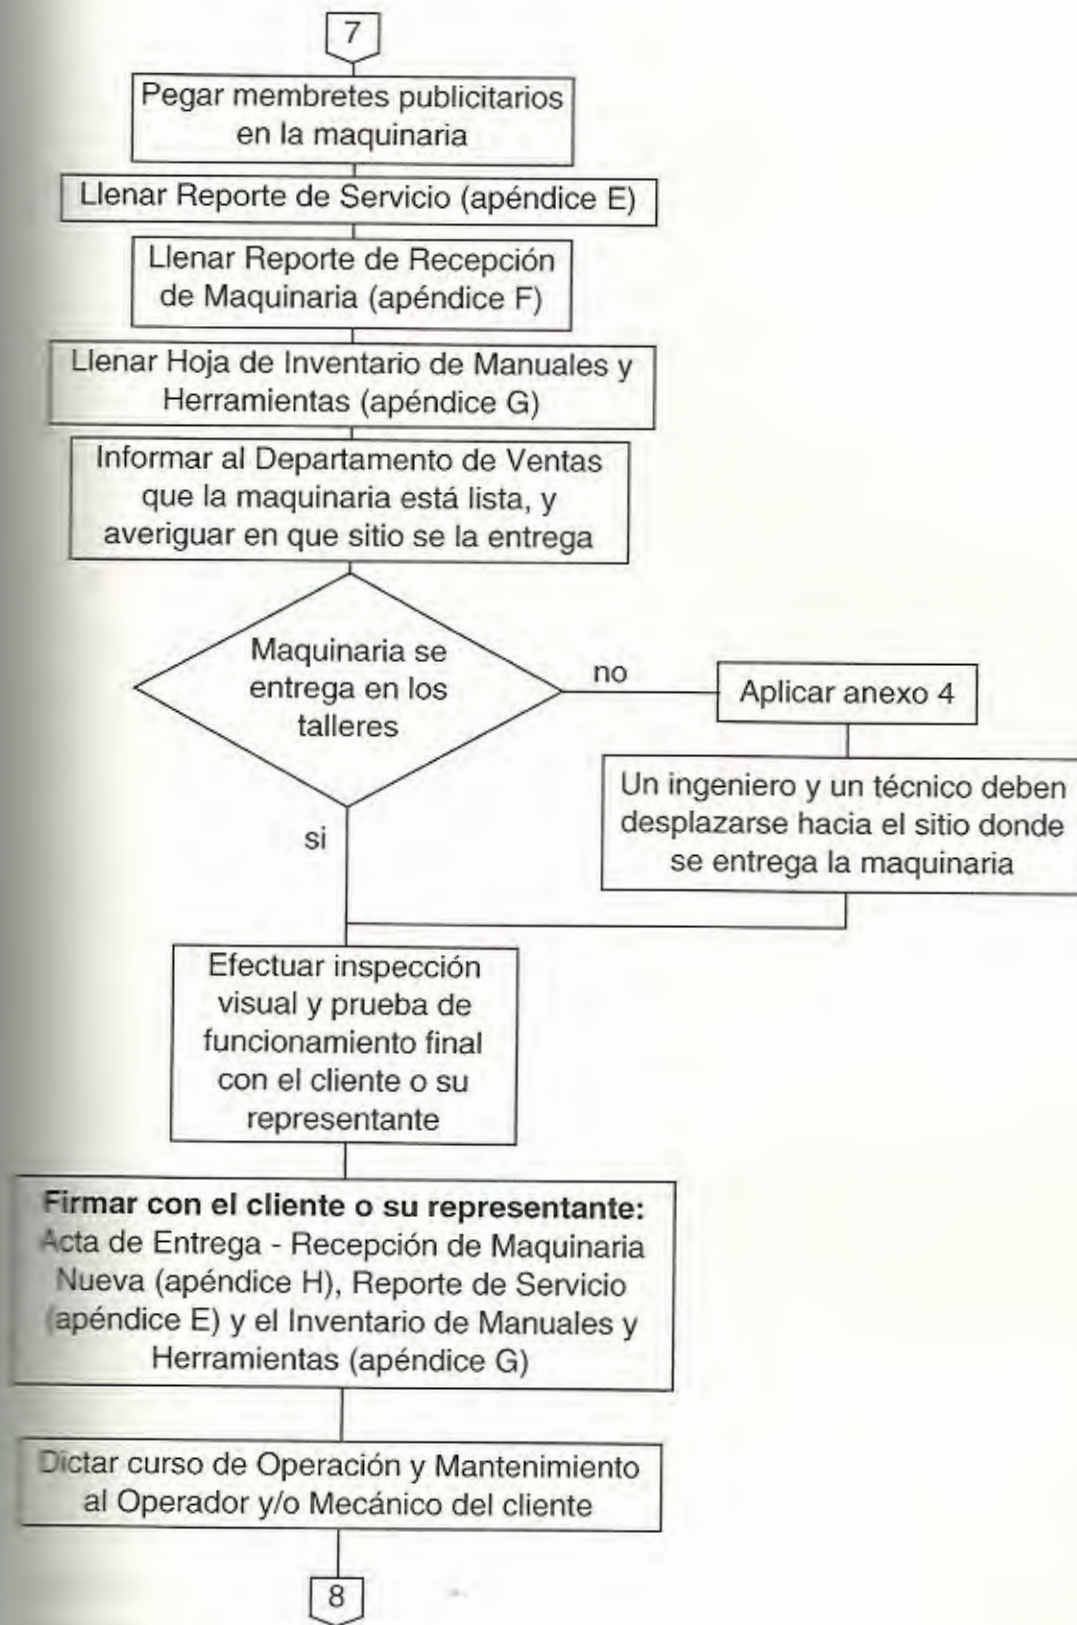 7
Pegar membretes publicitarios
en la maquinaria
Llenar Reporte de Servicio (apéndice E)
Llenar Reporte de Recepción
de Maquinaria (apéndice F)
Llenar Hoja de Inventario de Manuales y
Herramientas (apéndice G)
Informar al Departamento de Ventas
que la maquinaria está lista, y
averiguar en que sitio se la entrega
Maquinaria se
entrega en los
talleres
no
Aplicar anexo 4
Un ingeniero y un técnico deben
desplazarse hacia el sitio donde
se entrega la maquinaria
si
Efectuar inspección
visual y prueba de
funcionamiento final
con el cliente o su
representante
Firmar con el cliente o su representante:
Acta de Entrega - Recepción de Maquinaria
Nueva (apéndice H), Reporte de Servicio
(apéndice E) y el Inventario de Manuales y
Herramientas (apéndice G)
Dictar curso de Operación y Mantenimiento
al Operador y/o Mecánico del cliente
8